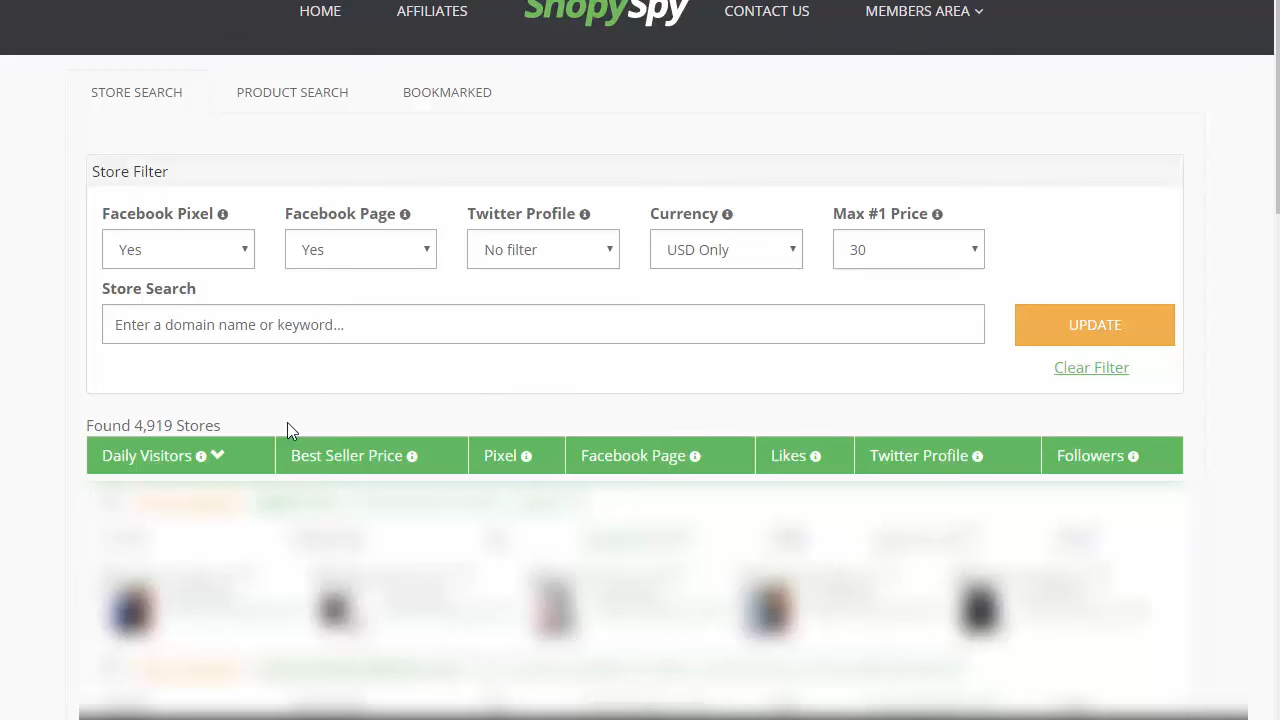 HOME AFFILIATES ShopySpy CONTACT US MEMBERS AREA
STORE SEARCH PRODUCT SEARCH BOOKMARKED
Store Filter
Facebook Pixel Facebook Page Twitter Profile Currency Max #1 Price
Yes Yes No filter USD Only 30
Store Search
Enter a domain name or keyword... UPDATE
Clear Filter
Found 4,919 Stores
Daily Visitors Best Seller Price Pixel Facebook Page Likes Twitter Profile Followers